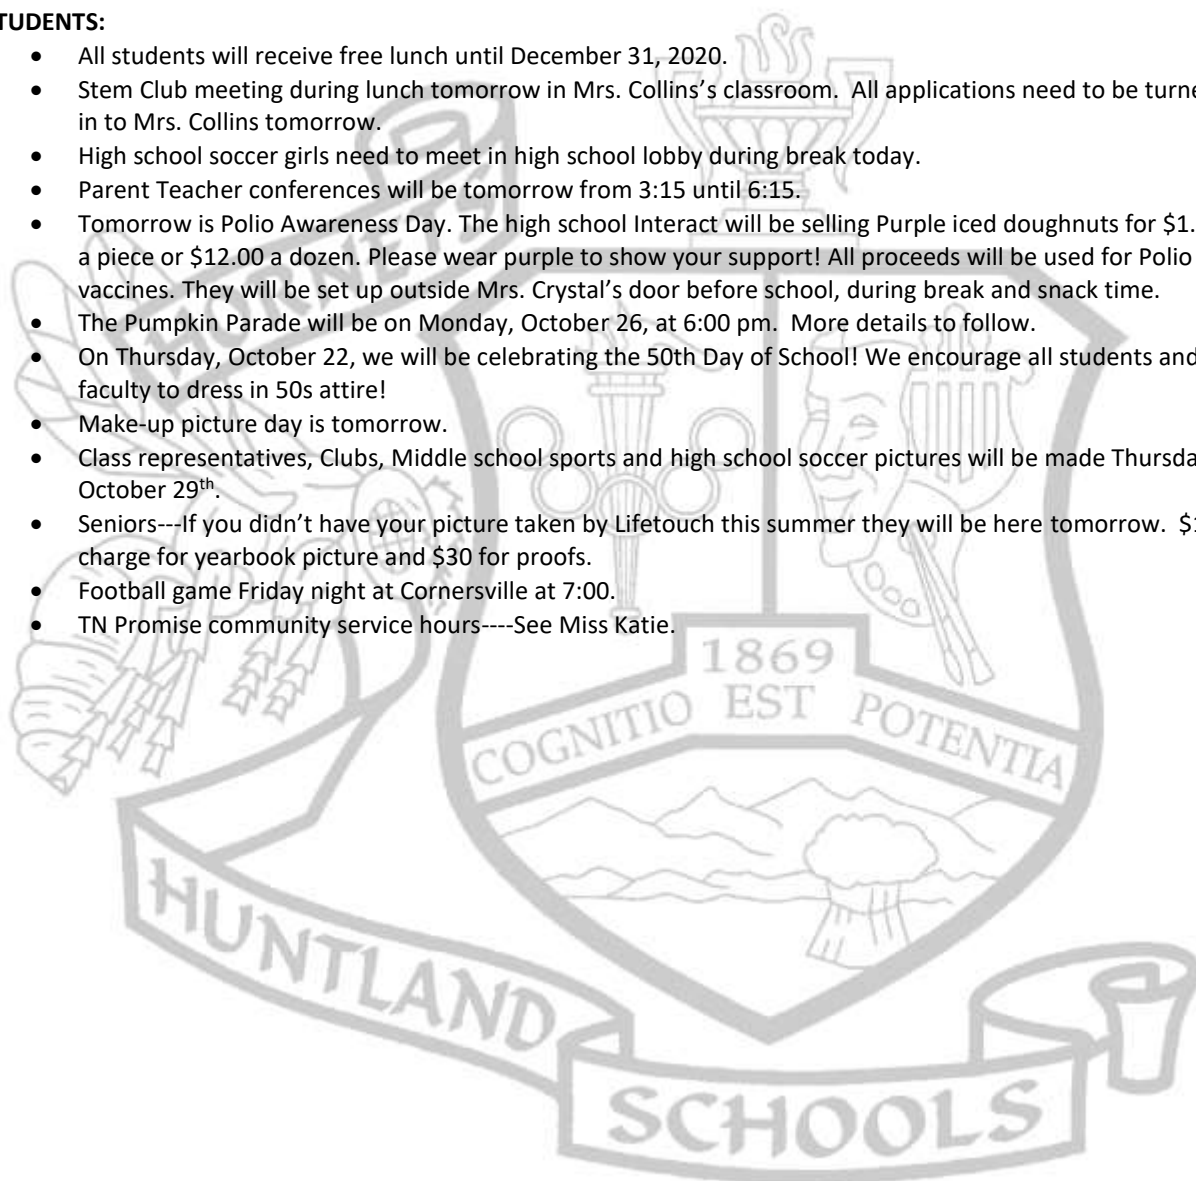 TUDENTS:
• All students will receive free lunch until December 31, 2020.
• Stem Club meeting during lunch tomorrow in Mrs. Collins’s classroom.  All applications need to be turne
in to Mrs. Collins tomorrow.
• High school soccer girls need to meet in high school lobby during break today.
• Parent Teacher conferences will be tomorrow from 3:15 until 6:15.
• Tomorrow is Polio Awareness Day. The high school Interact will be selling Purple iced doughnuts for $1.
a piece or $12.00 a dozen. Please wear purple to show your support! All proceeds will be used for Polio
vaccines. They will be set up outside Mrs. Crystal’s door before school, during break and snack time.
• The Pumpkin Parade will be on Monday, October 26, at 6:00 pm.  More details to follow.
• On Thursday, October 22, we will be celebrating the 50th Day of School! We encourage all students and
faculty to dress in 50s attire!
• Make-up picture day is tomorrow.
• Class representatives, Clubs, Middle school sports and high school soccer pictures will be made Thursda
October 29th.
• Seniors---If you didn’t have your picture taken by Lifetouch this summer they will be here tomorrow.  $1
charge for yearbook picture and $30 for proofs.
• Football game Friday night at Cornersville at 7:00.
• TN Promise community service hours----See Miss Katie.
HORNETS
1869
COGNITIO EST POTENTIA
HUNTLAND
SCHOOLS